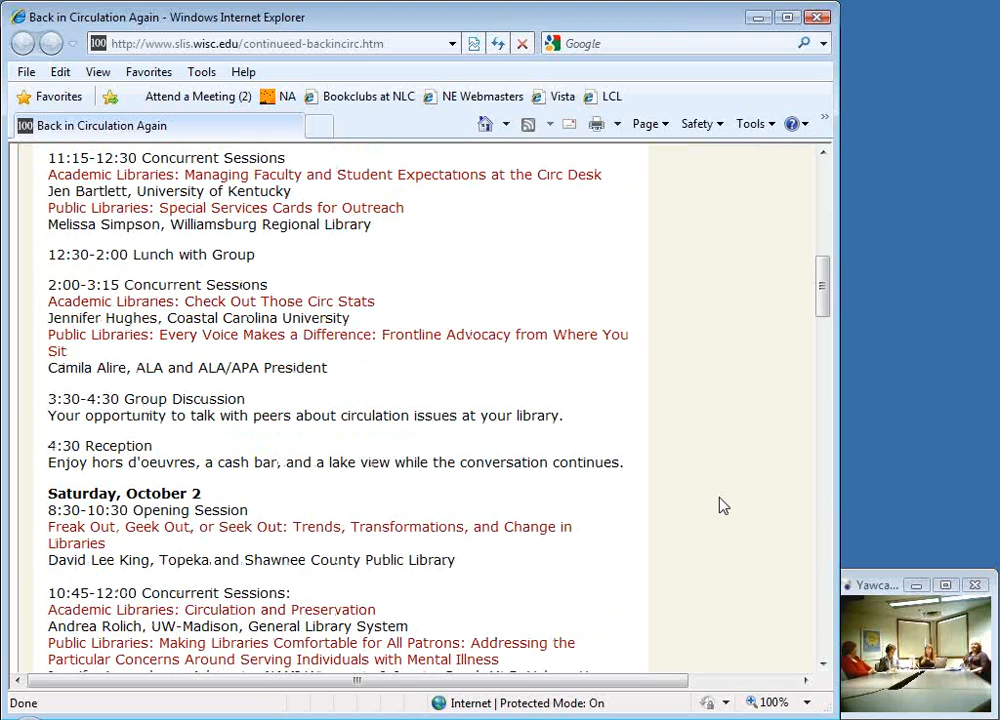 Back in Circulation Again - Windows Internet Explorer
100 http://www.slis.wisc.edu/continueed-backincirc.htm Google
File Edit View Favorites Tools Help
Favorites Attend a Meeting (2) NA Bookclubs at NLC NE Webmasters Vista LCL
100 Back in Circulation Again Page Safety Tools »
11:15-12:30 Concurrent Sessions
Academic Libraries: Managing Faculty and Student Expectations at the Circ Desk
Jen Bartlett, University of Kentucky
Public Libraries: Special Services Cards for Outreach
Melissa Simpson, Williamsburg Regional Library
12:30-2:00 Lunch with Group
2:00-3:15 Concurrent Sessions
Academic Libraries: Check Out Those Circ Stats
Jennifer Hughes, Coastal Carolina University
Public Libraries: Every Voice Makes a Difference: Frontline Advocacy from Where You
Sit
Camila Alire, ALA and ALA/APA President
3:30-4:30 Group Discussion
Your opportunity to talk with peers about circulation issues at your library.
4:30 Reception
Enjoy hors d'oeuvres, a cash bar, and a lake view while the conversation continues.
Saturday, October 2
8:30-10:30 Opening Session
Freak Out, Geek Out, or Seek Out: Trends, Transformations, and Change in
Libraries
David Lee King, Topeka and Shawnee County Public Library
10:45-12:00 Concurrent Sessions:
Academic Libraries: Circulation and Preservation
Andrea Rolich, UW-Madison, General Library System
Public Libraries: Making Libraries Comfortable for All Patrons: Addressing the
Particular Concerns Around Serving Individuals with Mental Illness
Yawca...
Done Internet | Protected Mode: On 100%